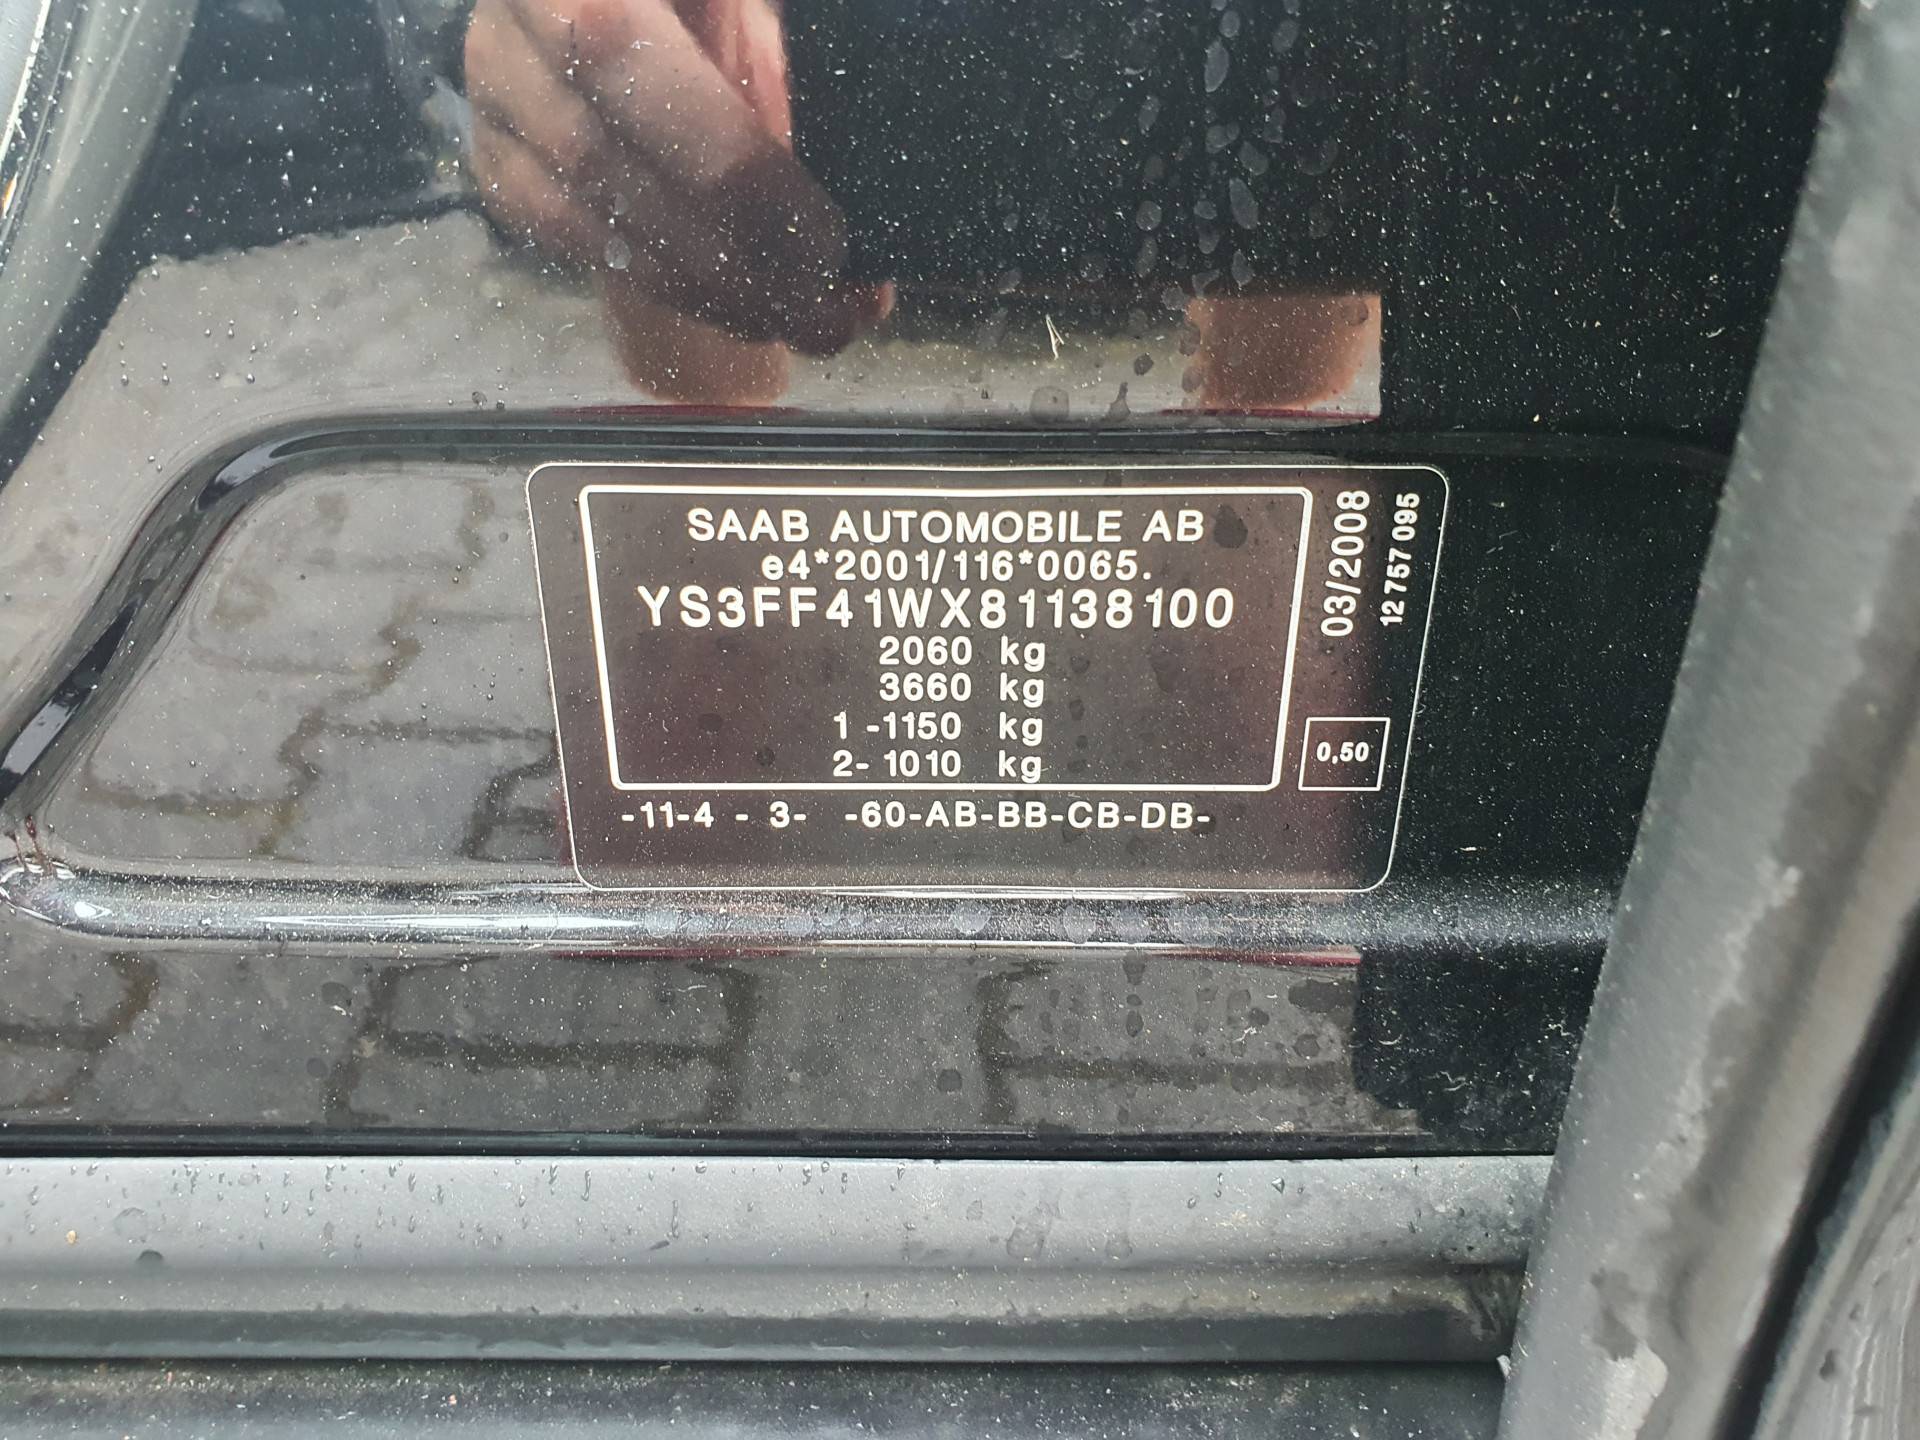 SAAB AUTOMOBILE AB
e4*2001/116*0065.
YS3FF41WX81138100
2060 kg
3660 kg
1 -1150 kg
2- 1010 kg
-11-4 - 3- -60-AB-BB-CB-DB-
03/2008
12 757 095
0,50